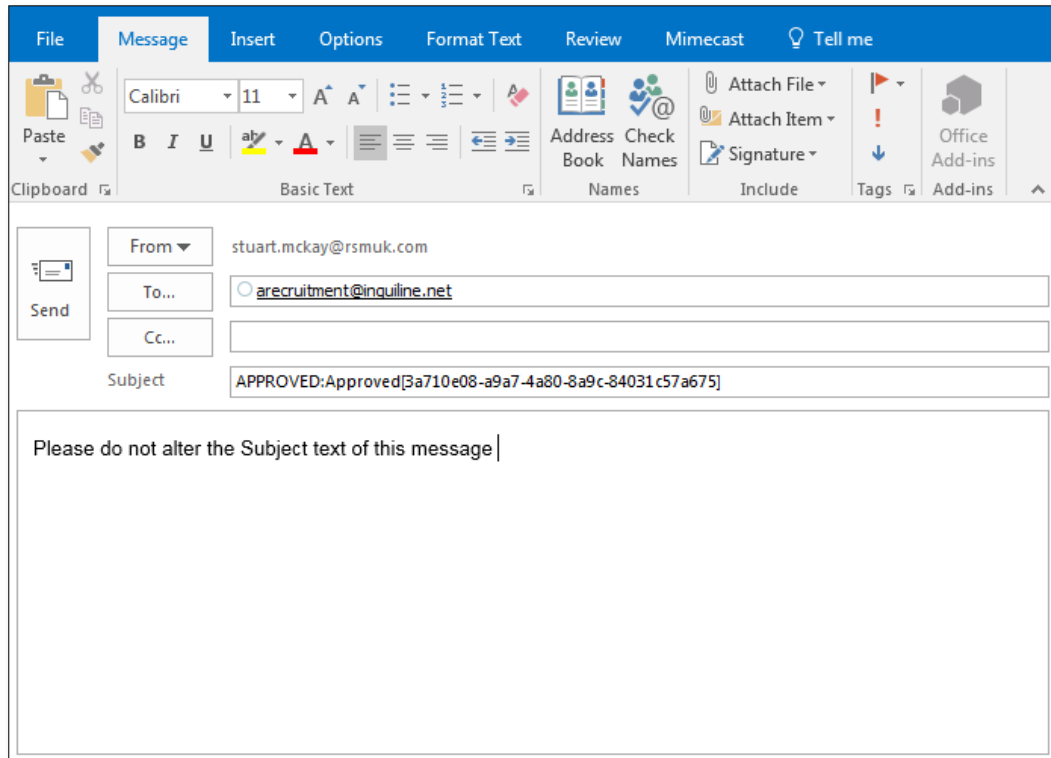 File Message Insert Options Format Text Review Mimecast Tell me
Calibri 11 A A
Paste
B I U aby A
Address Book
Check Names
Attach File
Attach Item
Signature
!
Office Add-ins
Clipboard Basic Text Names Include Tags Add-ins
From stuart.mckay@rsmuk.com
Send
To... arecruitment@inquiline.net
Cc...
Subject APPROVED:Approved[3a710e08-a9a7-4a80-8a9c-84031c57a675]
Please do not alter the Subject text of this message